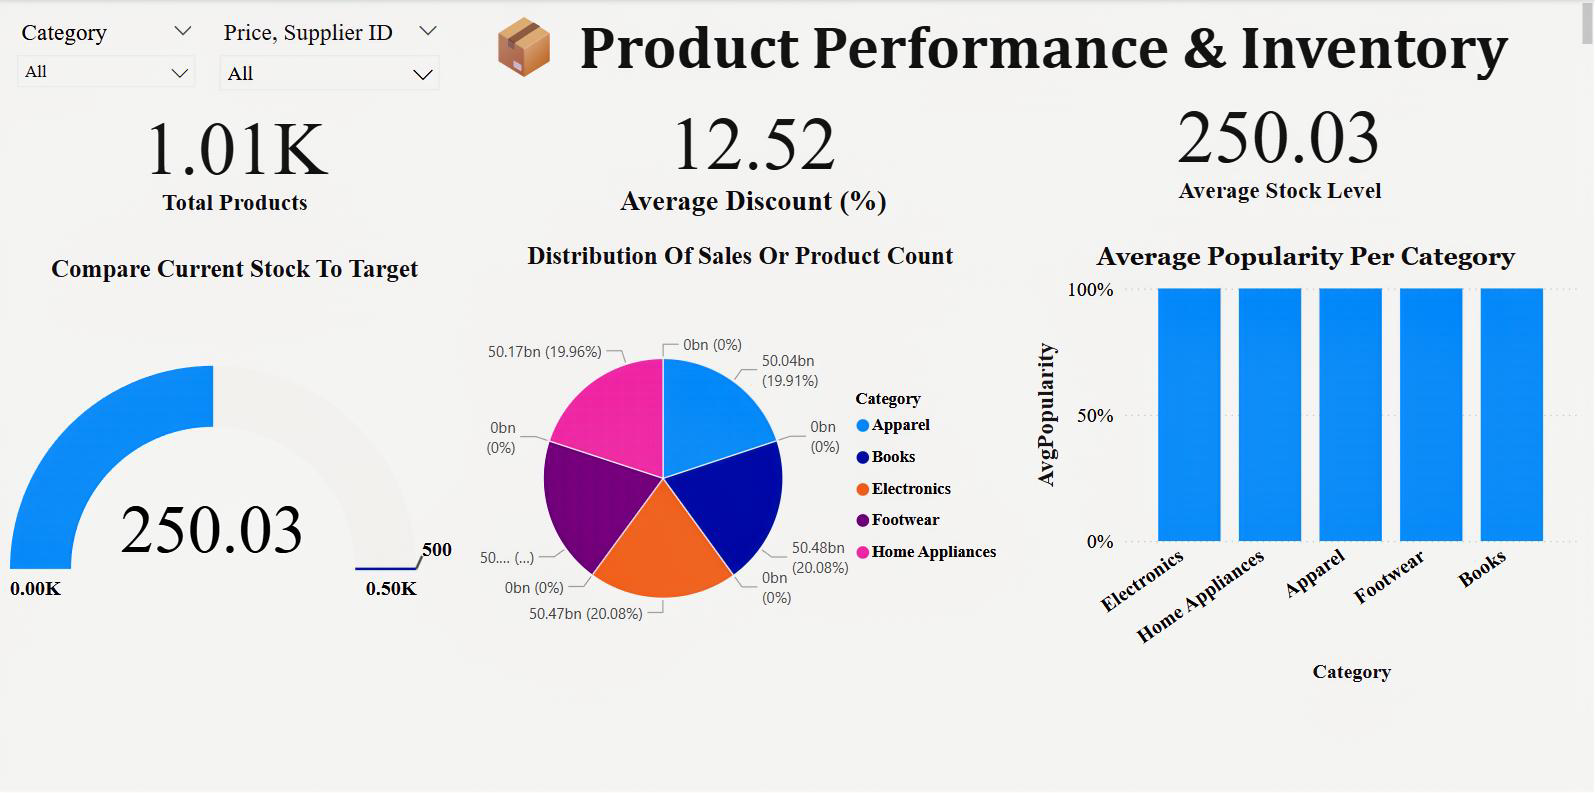 Category
Price, Supplier ID
All
All
Product Performance & Inventory
1.01K
Total Products
12.52
Average Discount (%)
250.03
Average Stock Level
Compare Current Stock To Target
250.03
0.00K
0.50K
500
Distribution Of Sales Or Product Count
0bn (0%)
50.04bn
(19.91%)
0bn
(0%)
50.48bn
(20.08%)
0bn
(0%)
50.47bn (20.08%)
0bn (0%)
50.... (...)
0bn
(0%)
50.17bn (19.96%)
Category
Apparel
Books
Electronics
Footwear
Home Appliances
Average Popularity Per Category
AvgPopularity
100%
50%
0%
Electronics
Home Appliances
Apparel
Footwear
Books
Category